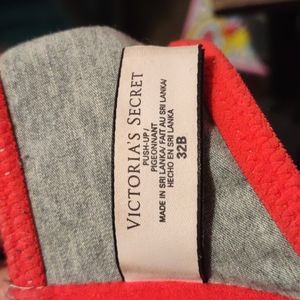 VICTORIA'S SECRET
PUSH-UP/
PIGEONNANT
MADE IN SRI LANKA/ FAIT AU SRI LANKA/
HECHO EN SRI LANKA
32B